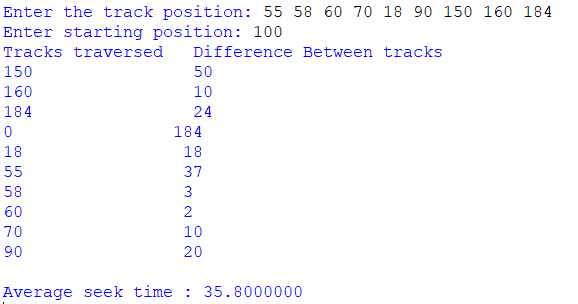 Enter the track position: 55 58 60 70 18 90 150 160 184
Enter starting position: 100
Tracks traversed   Difference Between tracks
150                50
160                10
184                24
0                184
18                18
55                37
58                3
60                2
70                10
90                20
Average seek time : 35.8000000